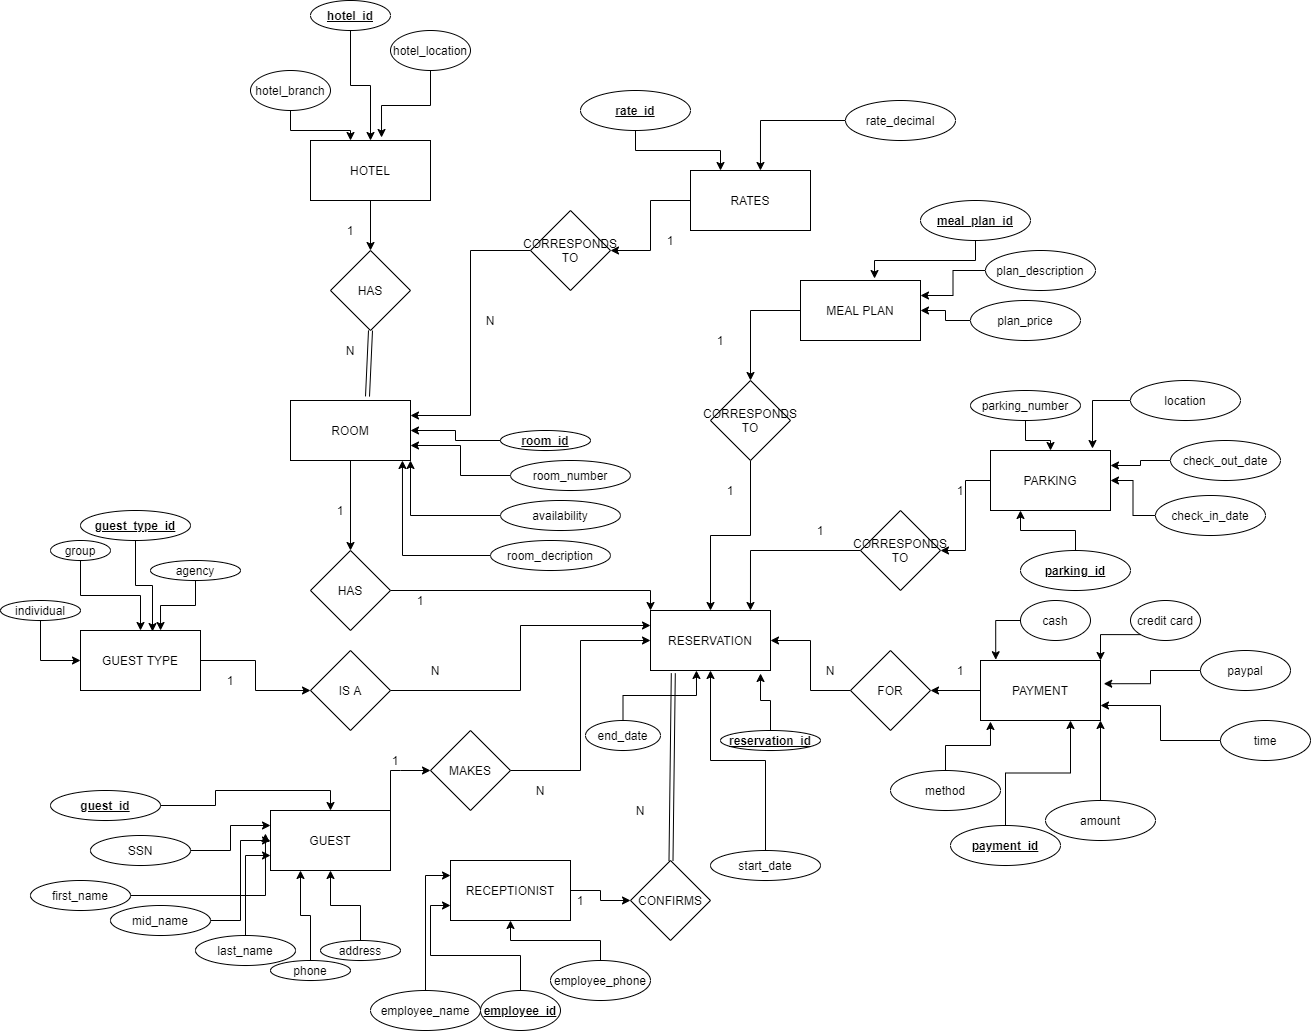 hotel_id
hotel_location
hotel_branch
rate_id
rate_decimal
HOTEL
RATES
meal_plan_id
1
1
CORRESPONDS
TO
plan_description
HAS
MEAL PLAN
plan_price
N
1
N
location
parking_number
CORRESPONDS
TO
ROOM
room_id
check_out_date
room_number
PARKING
1
1
1
check_in_date
availability
guest_type_id
1
group
CORRESPONDS
TO
room_decription
agency
parking_id
HAS
1
individual
cash
credit card
RESERVATION
GUEST TYPE
N
N
1
paypal
1
IS A
FOR
PAYMENT
end_date
reservation_id
time
1
MAKES
N
method
guest_id
N
amount
GUEST
payment_id
SSN
start_date
RECEPTIONIST
first_name
1
CONFIRMS
mid_name
last_name
address
phone
employee_phone
employee_name
employee_id